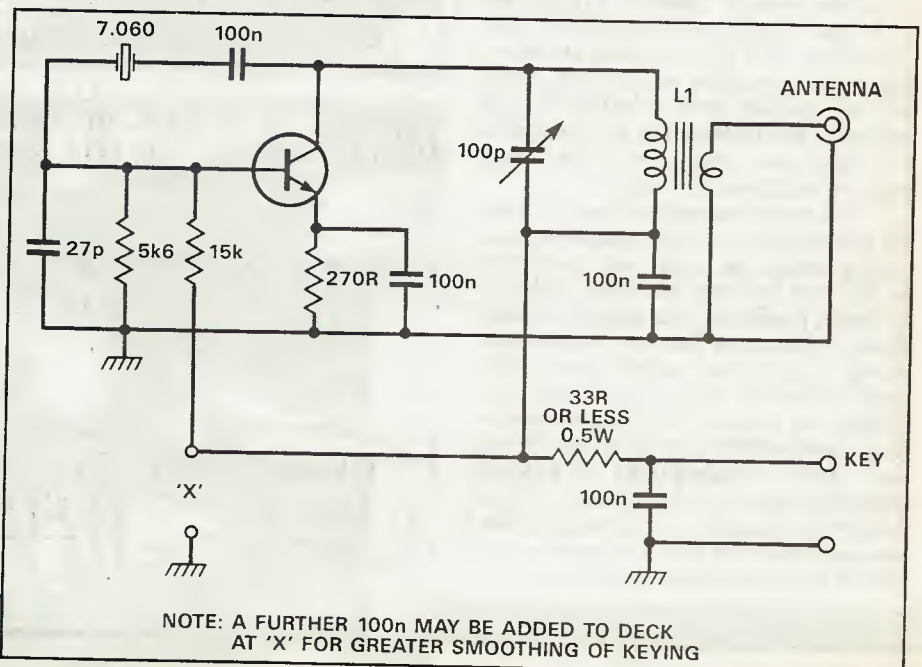 7.060
100n
L1
ANTENNA
100p
27p
5k6
15k
270R
100n
100n
33R
OR LESS
0.5W
KEY
'X'
100n
NOTE: A FURTHER 100n MAY BE ADDED TO DECK
AT 'X' FOR GREATER SMOOTHING OF KEYING